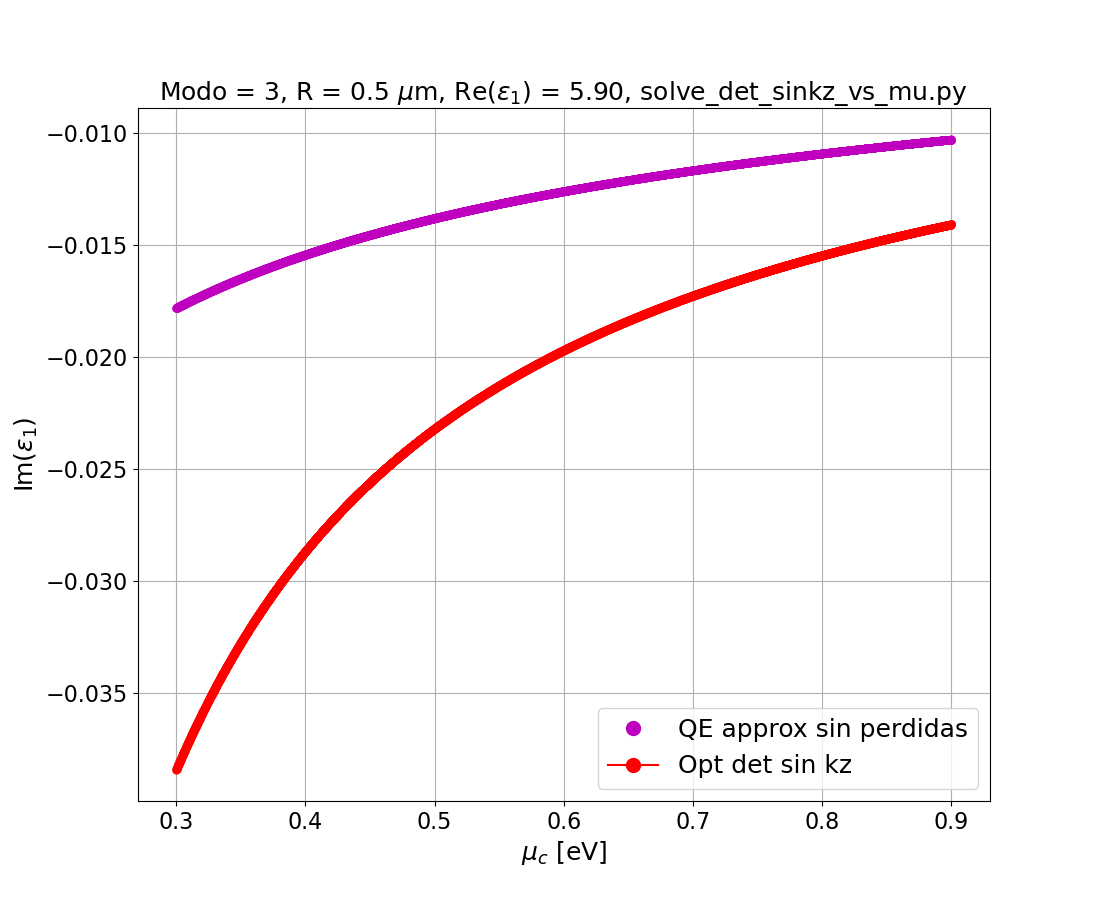 Modo = 3, R = 0.5 μm, Re(ε₁) = 5.90, solve_det_sinkz_vs_mu.py
−0.010
−0.015
−0.020
−0.025
−0.030
−0.035
Im(ε₁)
QE approx sin perdidas
Opt det sin kz
0.3 0.4 0.5 0.6 0.7 0.8 0.9
μ_c [eV]